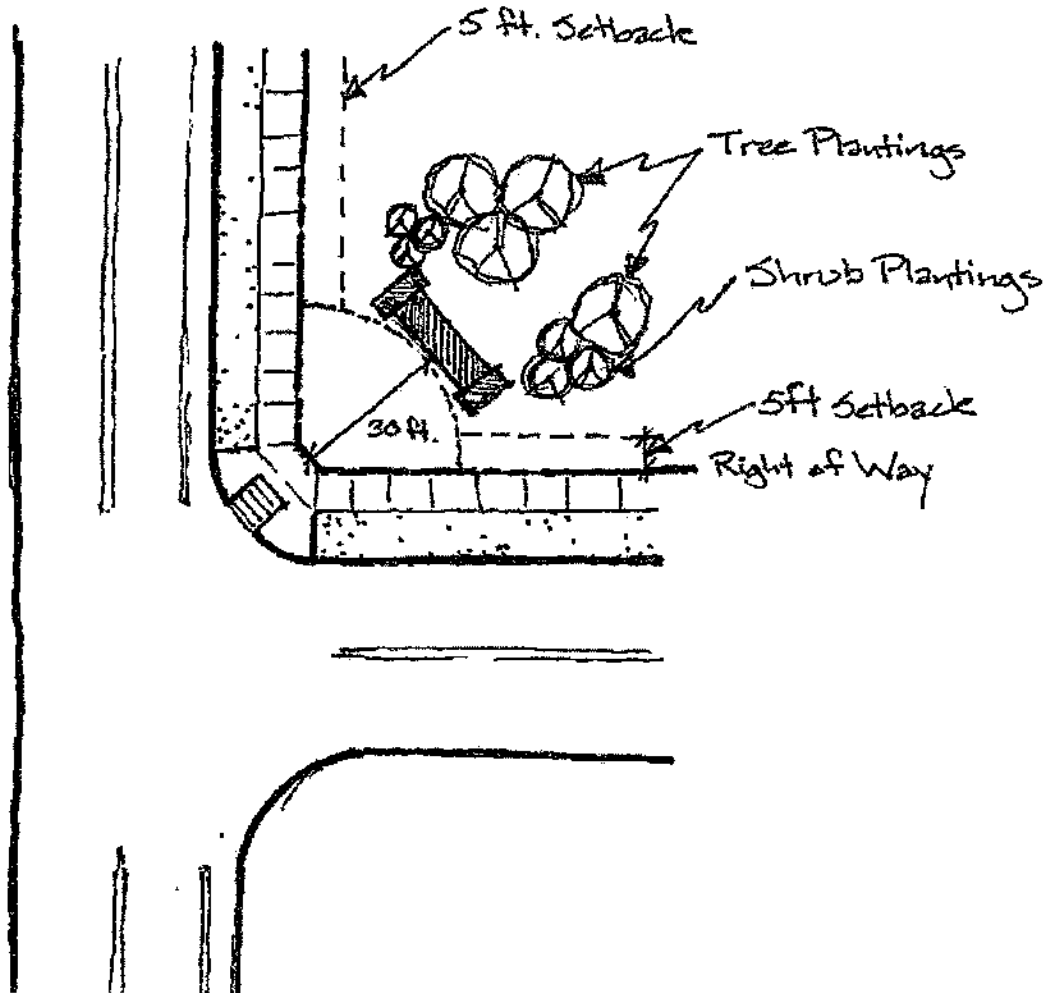 5 ft. Setback
Tree Plantings
Shrub Plantings
5ft Setback
30 ft.
Right of Way